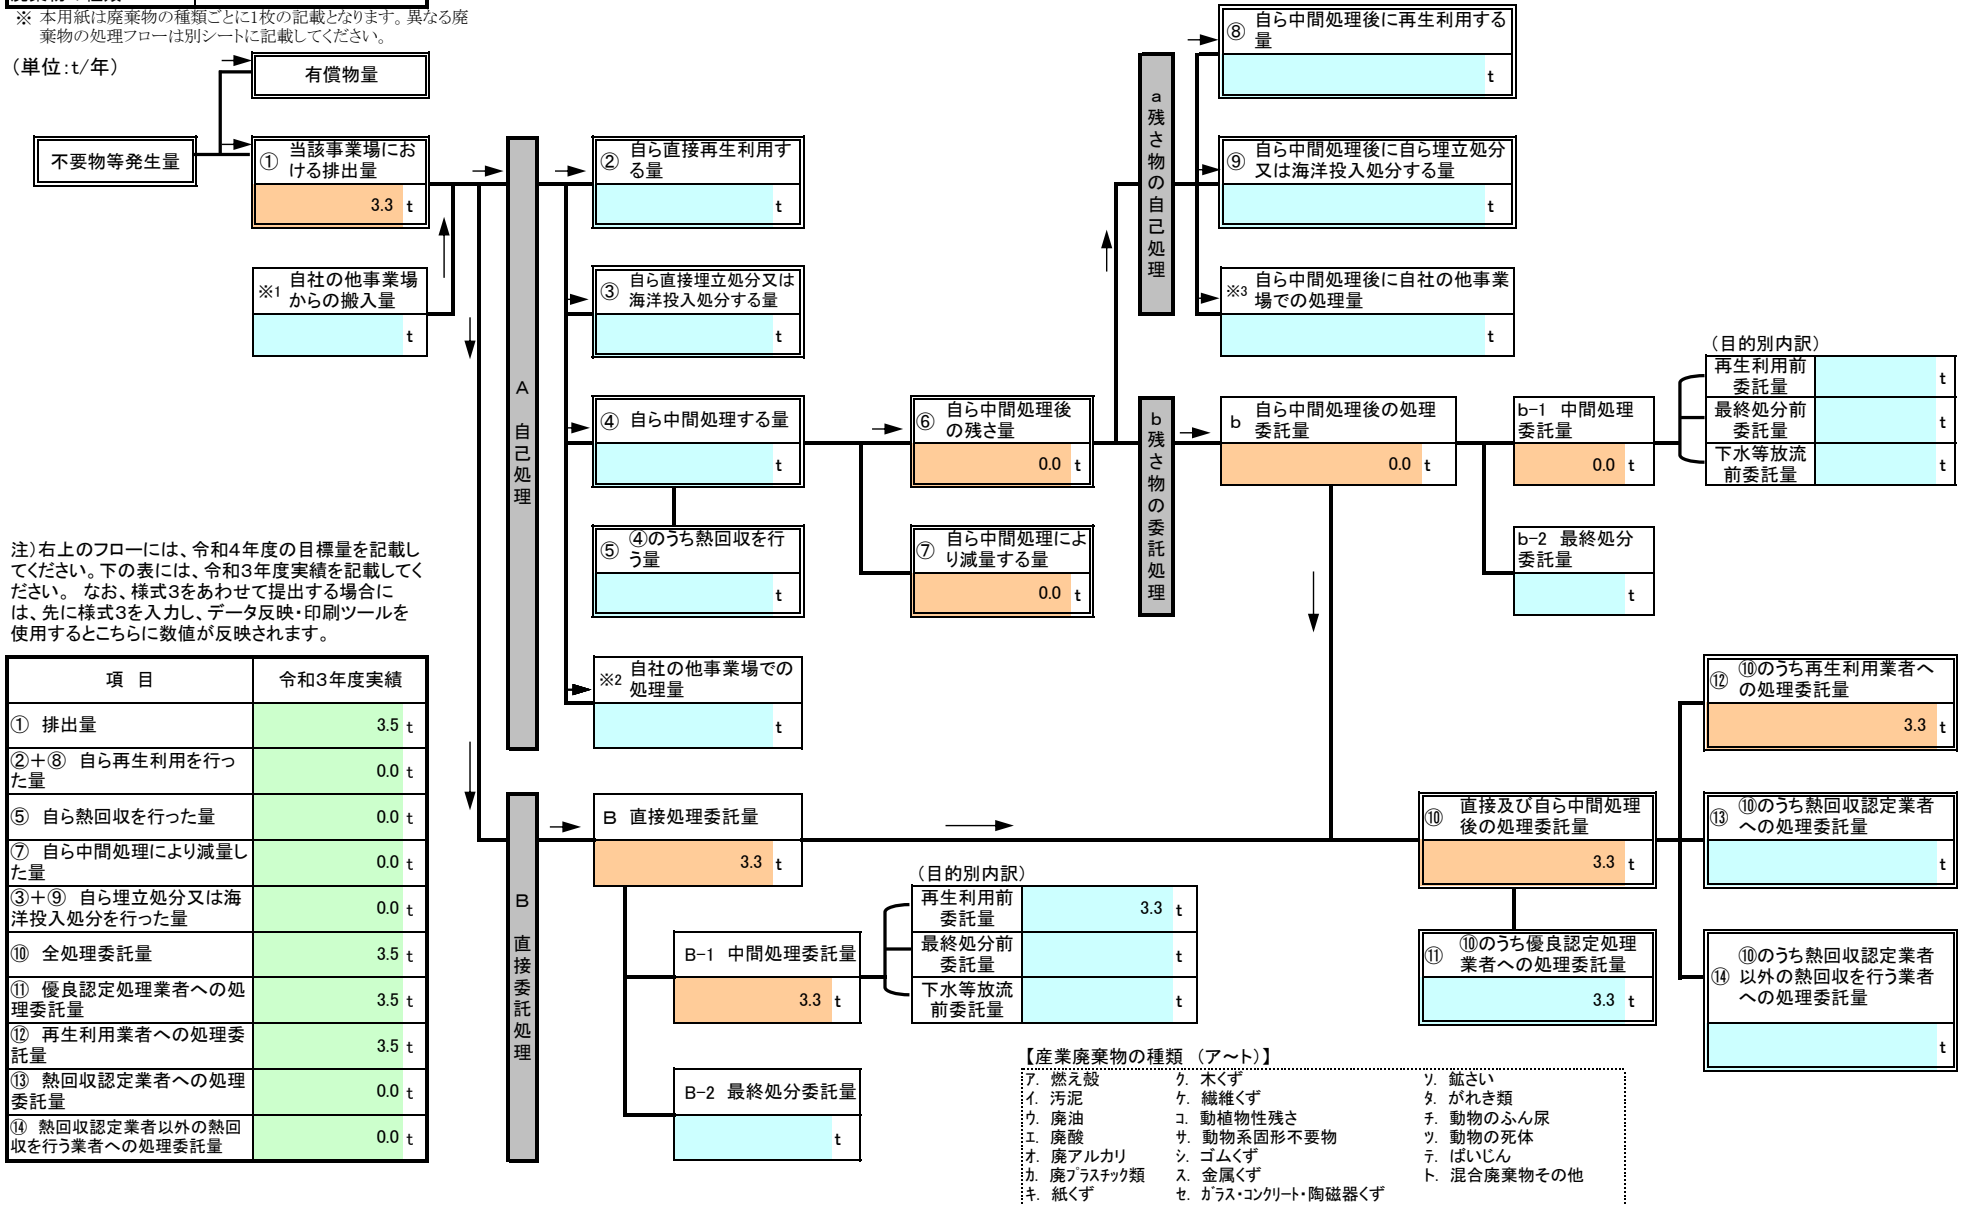 ※ 本用紙は廃棄物の種類ごとに1枚の記載となります。異なる廃
棄物の処理フローは別シートに記載してください。
（単位：t/年）
有償物量
不要物等発生量
① 当該事業場にお
ける排出量
3.3 t
※1 自社の他事業場
からの搬入量
t
A 自己処理
② 自ら直接再生利用す
る量
t
③ 自ら直接埋立処分又は
海洋投入処分する量
t
④ 自ら中間処理する量
t
⑤ ④のうち熱回収を行
う量
t
※2 自社の他事業場での
処理量
t
⑥ 自ら中間処理後
の残さ量
0.0 t
⑦ 自ら中間処理によ
り減量する量
0.0 t
a 残さ物の自己処理
⑧ 自ら中間処理後に再生利用する
量
t
⑨ 自ら中間処理後に自ら埋立処分
又は海洋投入処分する量
t
※3 自ら中間処理後に自社の他事業
場での処理量
t
b 残さ物の委託処理
b 自ら中間処理後の処理
委託量
0.0 t
b-1 中間処理
委託量
0.0 t
b-2 最終処分
委託量
t
（目的別内訳）
再生利用前
委託量
t
最終処分前
委託量
t
下水等放流
前委託量
t
注）右上のフローには、令和４年度の目標量を記載し
てください。下の表には、令和３年度実績を記載してく
ださい。 なお、様式３をあわせて提出する場合に
は、先に様式３を入力し、データ反映・印刷ツールを
使用するとこちらに数値が反映されます。
項 目 令和３年度実績
① 排出量 3.5 t
②＋⑧ 自ら再生利用を行っ
た量 0.0 t
⑤ 自ら熱回収を行った量 0.0 t
⑦ 自ら中間処理により減量し
た量 0.0 t
③＋⑨ 自ら埋立処分又は海
洋投入処分を行った量 0.0 t
⑩ 全処理委託量 3.5 t
⑪ 優良認定処理業者への処
理委託量 3.5 t
⑫ 再生利用業者への処理委
託量 3.5 t
⑬ 熱回収認定業者への処理
委託量 0.0 t
⑭ 熱回収認定業者以外の熱回
収を行う業者への処理委託量 0.0 t
B 直接委託処理
B 直接処理委託量
3.3 t
B-1 中間処理委託量
3.3 t
B-2 最終処分委託量
t
（目的別内訳）
再生利用前
委託量
3.3 t
最終処分前
委託量
t
下水等放流
前委託量
t
⑩ 直接及び自ら中間処理
後の処理委託量
3.3 t
⑪ ⑩のうち優良認定処理
業者への処理委託量
3.3 t
⑫ ⑩のうち再生利用業者へ
の処理委託量
3.3 t
⑬ ⑩のうち熱回収認定業者
への処理委託量
t
⑭ ⑩のうち熱回収認定業者
以外の熱回収を行う業者
への処理委託量
t
【産業廃棄物の種類 （ア～ト）】
ア. 燃え殻 ク. 木くず ソ. 鉱さい
イ. 汚泥 ケ. 繊維くず タ. がれき類
ウ. 廃油 コ. 動植物性残さ チ. 動物のふん尿
エ. 廃酸 サ. 動物系固形不要物 ツ. 動物の死体
オ. 廃アルカリ シ. ゴムくず テ. ばいじん
カ. 廃プラスチック類 ス. 金属くず ト. 混合廃棄物その他
キ. 紙くず セ. ガラス・コンクリート・陶磁器くず